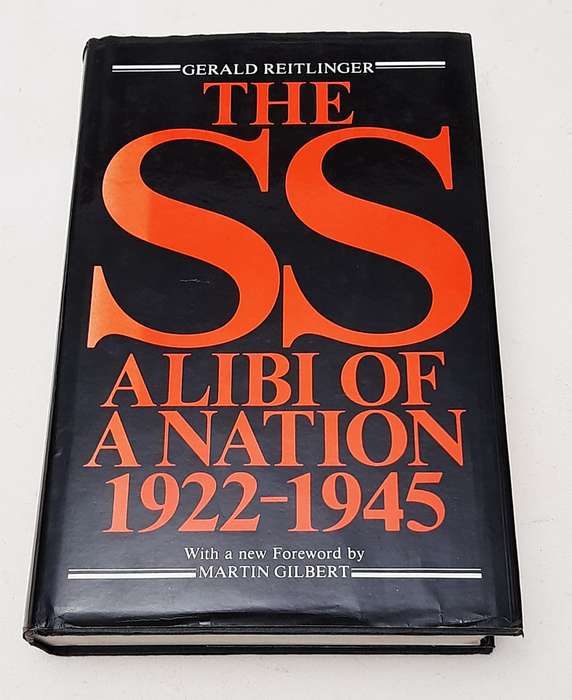 GERALD REITLINGER
THE
SS
ALIBI OF
A NATION
1922–1945
With a new Foreword by
MARTIN GILBERT